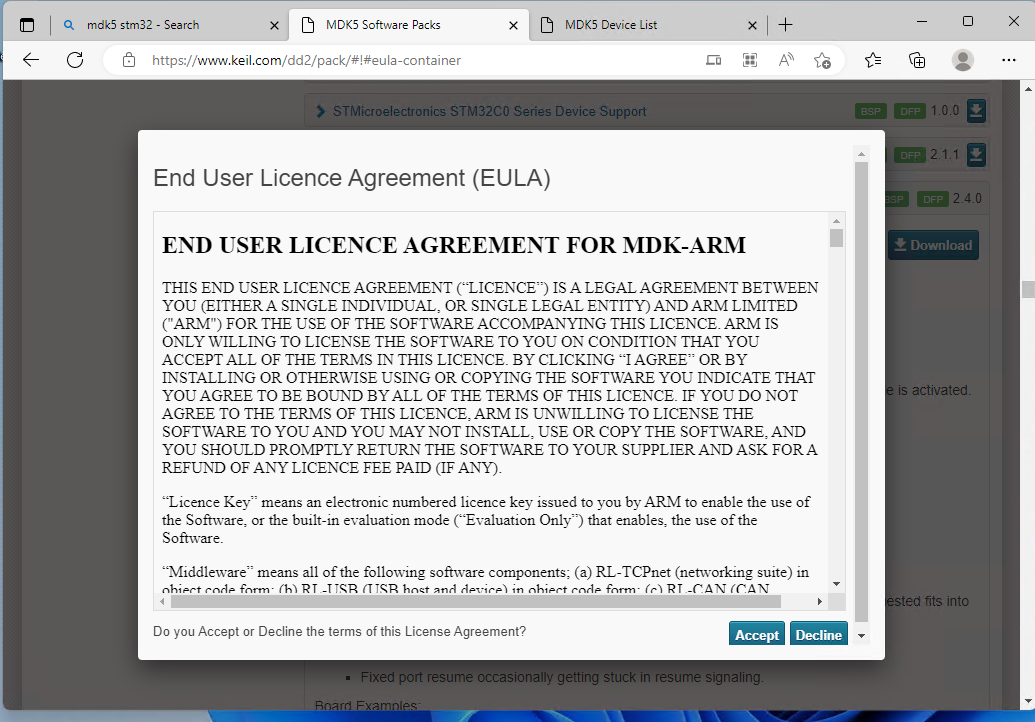 mdk5 stm32 - Search
MDK5 Software Packs
MDK5 Device List
https://www.keil.com/dd2/pack/#!#eula-container
STMicroelectronics STM32C0 Series Device Support
BSP DFP 1.0.0
DFP 2.1.1
BSP DFP 2.4.0
Download
End User Licence Agreement (EULA)
END USER LICENCE AGREEMENT FOR MDK-ARM
THIS END USER LICENCE AGREEMENT (“LICENCE”) IS A LEGAL AGREEMENT BETWEEN
YOU (EITHER A SINGLE INDIVIDUAL, OR SINGLE LEGAL ENTITY) AND ARM LIMITED
("ARM") FOR THE USE OF THE SOFTWARE ACCOMPANYING THIS LICENCE. ARM IS
ONLY WILLING TO LICENSE THE SOFTWARE TO YOU ON CONDITION THAT YOU
ACCEPT ALL OF THE TERMS IN THIS LICENCE. BY CLICKING “I AGREE” OR BY
INSTALLING OR OTHERWISE USING OR COPYING THE SOFTWARE YOU INDICATE THAT
YOU AGREE TO BE BOUND BY ALL OF THE TERMS OF THIS LICENCE. IF YOU DO NOT
e is activated.
AGREE TO THE TERMS OF THIS LICENCE, ARM IS UNWILLING TO LICENSE THE
SOFTWARE TO YOU AND YOU MAY NOT INSTALL, USE OR COPY THE SOFTWARE, AND
YOU SHOULD PROMPTLY RETURN THE SOFTWARE TO YOUR SUPPLIER AND ASK FOR A
REFUND OF ANY LICENCE FEE PAID (IF ANY).
“Licence Key” means an electronic numbered licence key issued to you by ARM to enable the use of
the Software, or the built-in evaluation mode (“Evaluation Only”) that enables, the use of the
Software.
“Middleware” means all of the following software components; (a) RL-TCPnet (networking suite) in
object code form; (b) RL-USB (USB host and device) in object code form; (c) RL-CAN (CAN
ested fits into
Do you Accept or Decline the terms of this License Agreement?
Accept
Decline
Fixed port resume occasionally getting stuck in resume signaling.
Board Examples: